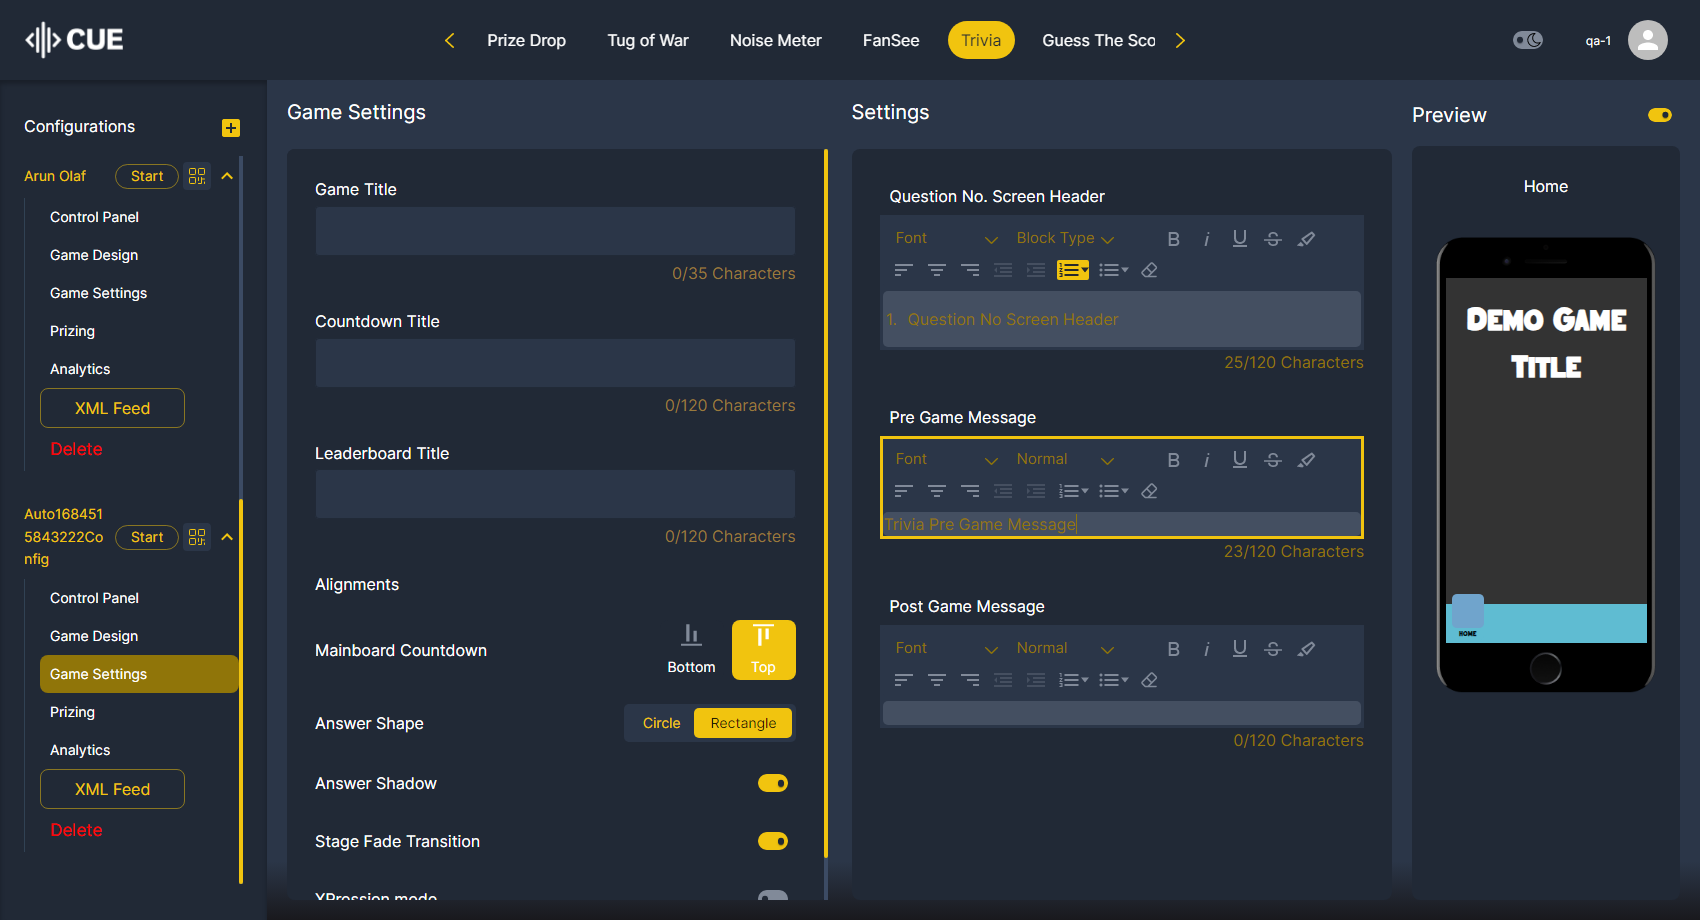 CUE
Prize Drop
Tug of War
Noise Meter
FanSee
Trivia
Guess The Sco
qa-1
Configurations
Arun Olaf
Start
Control Panel
Game Design
Game Settings
Prizing
Analytics
XML Feed
Delete
Auto168451
5843222Co
nfig
Start
Control Panel
Game Design
Game Settings
Prizing
Analytics
XML Feed
Delete
Game Settings
Game Title
0/35 Characters
Countdown Title
0/120 Characters
Leaderboard Title
0/120 Characters
Alignments
Mainboard Countdown
Bottom
Top
Answer Shape
Circle
Rectangle
Answer Shadow
Stage Fade Transition
XPression mode
Settings
Question No. Screen Header
Font
Block Type
B
i
U
S
1. Question No Screen Header
25/120 Characters
Pre Game Message
Font
Normal
B
i
U
S
Trivia Pre Game Message
23/120 Characters
Post Game Message
Font
Normal
B
i
U
S
0/120 Characters
Preview
Home
Demo Game
Title
HOME